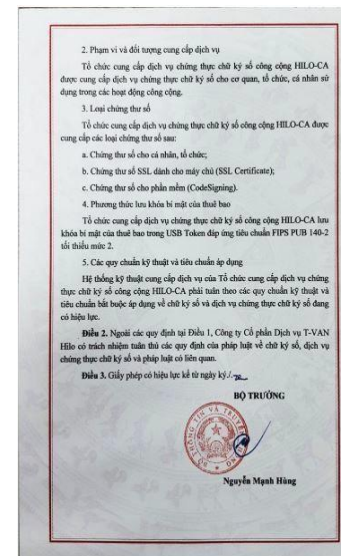 2. Phạm vi và đối tượng cung cấp dịch vụ
Tổ chức cung cấp dịch vụ chứng thực chữ ký số công cộng HILO-CA
được cung cấp dịch vụ chứng thực chữ ký số cho cơ quan, tổ chức, cá nhân sử
dụng trong các hoạt động công cộng.
3. Loại chứng thư số
Tổ chức cung cấp dịch vụ chứng thực chữ ký số công cộng HILO-CA được
cung cấp các loại chứng thư số sau:
a. Chứng thư số cho cá nhân, tổ chức;
b. Chứng thư số SSL dành cho máy chủ (SSL Certificate);
c. Chứng thư số cho phần mềm (CodeSigning).
4. Phương thức lưu khóa bí mật của thuê bao
Tổ chức cung cấp dịch vụ chứng thực chữ ký số công cộng HILO-CA lưu
khóa bí mật của thuê bao trong USB Token đáp ứng tiêu chuẩn FIPS PUB 140-2
tối thiểu mức 2.
5. Các quy chuẩn kỹ thuật và tiêu chuẩn áp dụng
Hệ thống kỹ thuật cung cấp dịch vụ của Tổ chức cung cấp dịch vụ chứng
thực chữ ký số công cộng HILO-CA phải tuân theo các quy chuẩn kỹ thuật và
tiêu chuẩn bắt buộc áp dụng về chữ ký số và dịch vụ chứng thực chữ ký số đang
có hiệu lực.
Điều 2. Ngoài các quy định tại Điều 1, Công ty Cổ phần Dịch vụ T-VAN
Hilo có trách nhiệm tuân thủ các quy định của pháp luật về chữ ký số, dịch vụ
chứng thực chữ ký số và pháp luật có liên quan.
Điều 3. Giấy phép có hiệu lực kể từ ngày ký./.
BỘ TRƯỞNG
BỘ THÔNG TIN VÀ TRUYỀN
Nguyễn Mạnh Hùng